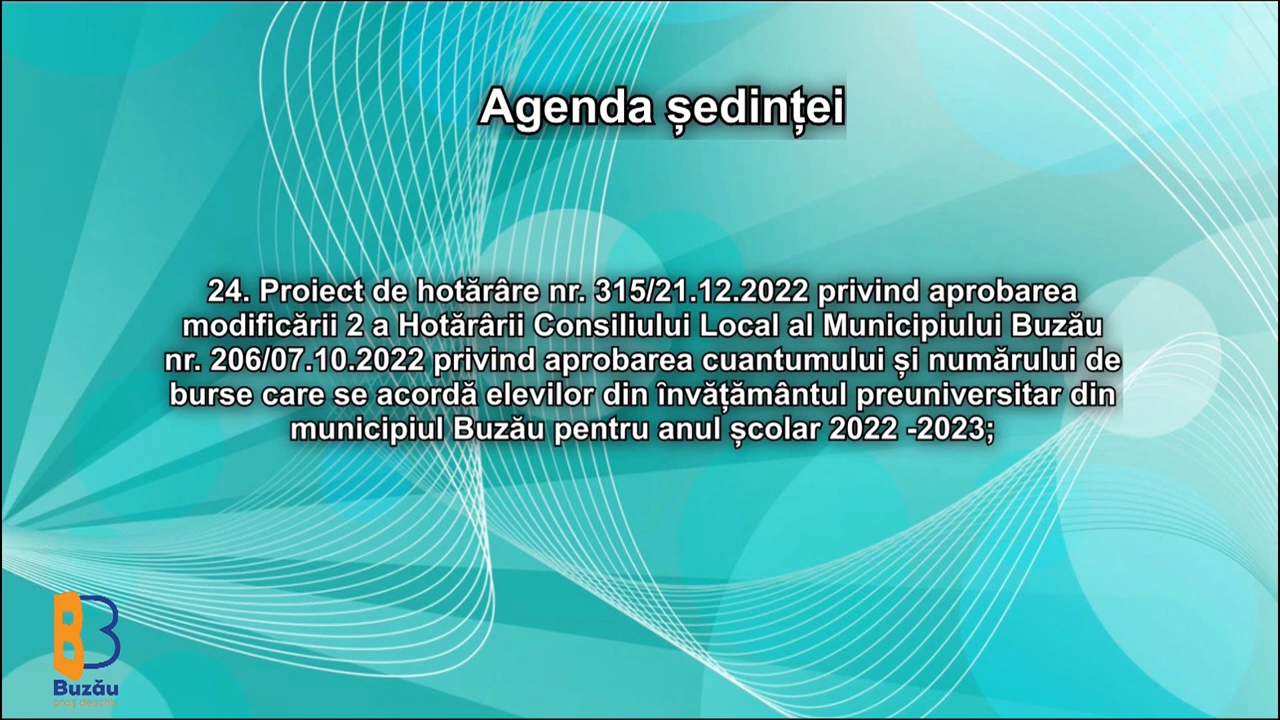 Agenda ședinței
24. Proiect de hotărâre nr. 315/21.12.2022 privind aprobarea
modificării 2 a Hotărârii Consiliului Local al Municipiului Buzău
nr. 206/07.10.2022 privind aprobarea cuantumului și numărului de
burse care se acordă elevilor din învățământul preuniversitar din
municipiul Buzău pentru anul școlar 2022 -2023;
Buzău
oraș deschis